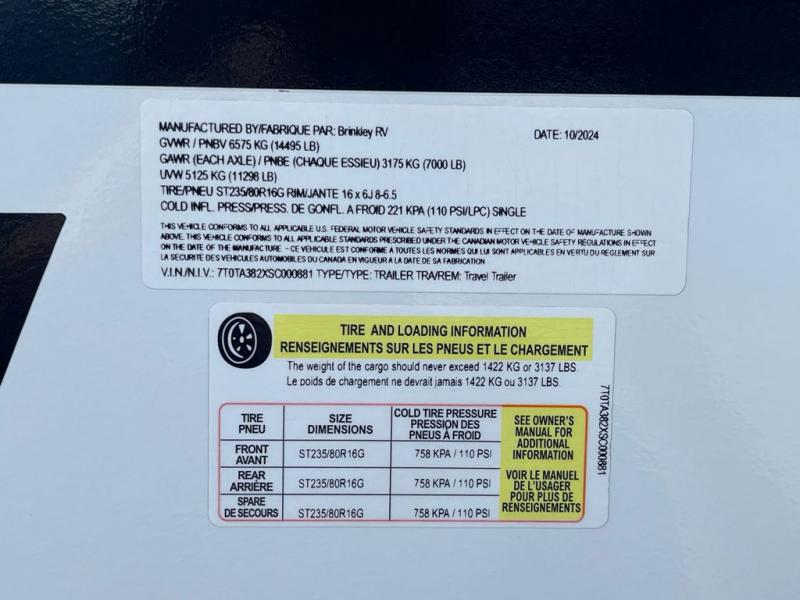 MANUFACTURED BY/FABRIQUE PAR: Brinkley RV DATE: 10/2024
GVWR / PNBV 6575 KG (14495 LB)
GAWR (EACH AXLE) / PNBE (CHAQUE ESSIEU) 3175 KG (7000 LB)
UVW 5125 KG (11298 LB)
TIRE/PNEU ST235/80R16G RIM/JANTE 16 x 6J 8-6.5
COLD INFL. PRESS/PRESS. DE GONFL. A FROID 221 KPA (110 PSI/LPC) SINGLE
THIS VEHICLE CONFORMS TO ALL APPLICABLE U.S. FEDERAL MOTOR VEHICLE SAFETY STANDARDS IN EFFECT ON THE DATE OF MANUFACTURE SHOWN
ABOVE. THIS VEHICLE CONFORMS TO ALL APPLICABLE STANDARDS PRESCRIBED UNDER THE CANADIAN MOTOR VEHICLE SAFETY REGULATIONS IN EFFECT
ON THE DATE OF THE MANUFACTURE - CE VEHICULE EST CONFORME A TOUTES LES NORMES QUI LUI SONT APPLICABLES EN VERTU DU REGLEMENT SUR
LA SECURITE DES VEHICULES AUTOMOBILES DU CANADA EN VIGUEUR A LA DATE DE SA FABRICATION
V.I.N./N.I.V.: 7T0TA382XSC000881 TYPE/TYPE: TRAILER TRA/REM: Travel Trailer
TIRE AND LOADING INFORMATION
RENSEIGNEMENTS SUR LES PNEUS ET LE CHARGEMENT
The weight of the cargo should never exceed 1422 KG or 3137 LBS
Le poids de chargement ne devrait jamais 1422 KG ou 3137 LBS.
TIRE PNEU SIZE DIMENSIONS COLD TIRE PRESSURE PRESSION DES PNEUS À FROID
FRONT AVANT ST235/80R16G 758 KPA / 110 PSI
REAR ARRIÈRE ST235/80R16G 758 KPA / 110 PSI
SPARE DE SECOURS ST235/80R16G 758 KPA / 110 PSI
SEE OWNER'S
MANUAL FOR
ADDITIONAL
INFORMATION
VOIR LE MANUEL
DE L'USAGER
POUR PLUS DE
RENSEIGNEMENTS
7T0TA382XSC000881